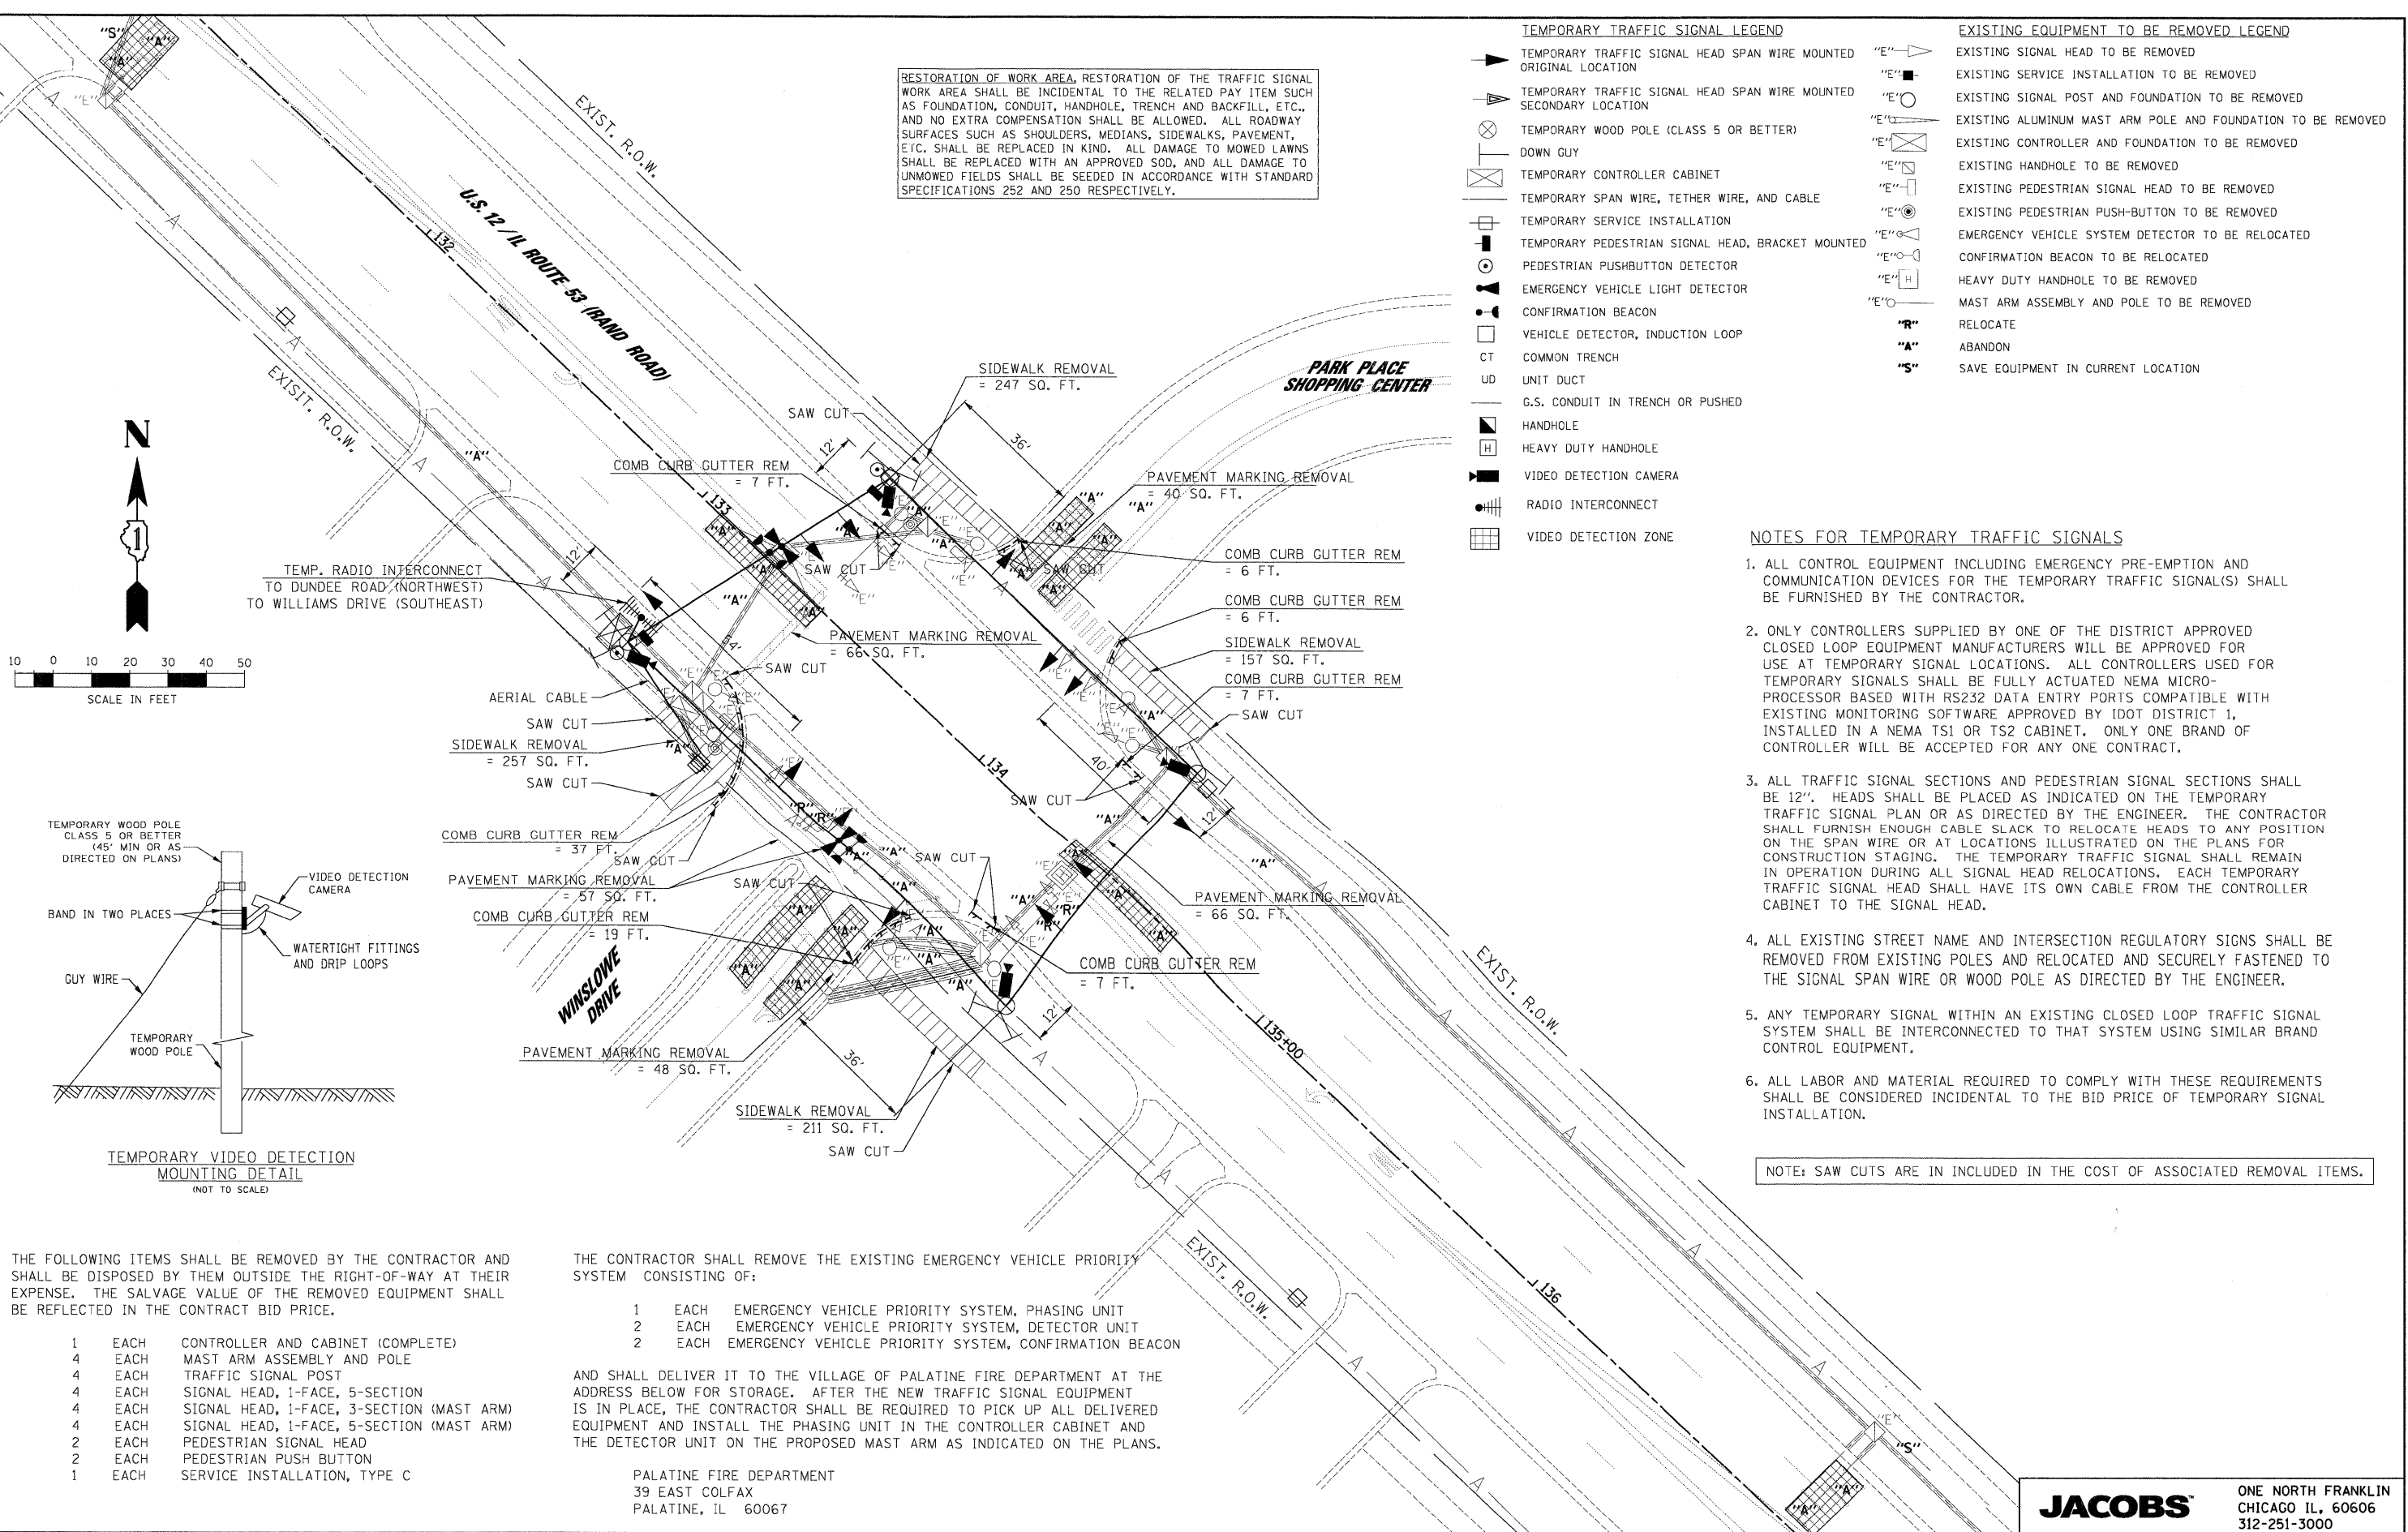 RESTORATION OF WORK AREA. RESTORATION OF THE TRAFFIC SIGNAL
WORK AREA SHALL BE INCIDENTAL TO THE RELATED PAY ITEM SUCH
AS FOUNDATION, CONDUIT, HANDHOLE, TRENCH AND BACKFILL, ETC.,
AND NO EXTRA COMPENSATION SHALL BE ALLOWED. ALL ROADWAY
SURFACES SUCH AS SHOULDERS, MEDIANS, SIDEWALKS, PAVEMENT,
ETC. SHALL BE REPLACED IN KIND. ALL DAMAGE TO MOWED LAWNS
SHALL BE REPLACED WITH AN APPROVED SOD, AND ALL DAMAGE TO
UNMOWED FIELDS SHALL BE SEEDED IN ACCORDANCE WITH STANDARD
SPECIFICATIONS 252 AND 250 RESPECTIVELY.
TEMPORARY TRAFFIC SIGNAL LEGEND
TEMPORARY TRAFFIC SIGNAL HEAD SPAN WIRE MOUNTED
ORIGINAL LOCATION
TEMPORARY TRAFFIC SIGNAL HEAD SPAN WIRE MOUNTED
SECONDARY LOCATION
TEMPORARY WOOD POLE (CLASS 5 OR BETTER)
DOWN GUY
TEMPORARY CONTROLLER CABINET
TEMPORARY SPAN WIRE, TETHER WIRE, AND CABLE
TEMPORARY SERVICE INSTALLATION
TEMPORARY PEDESTRIAN SIGNAL HEAD, BRACKET MOUNTED
PEDESTRIAN PUSHBUTTON DETECTOR
EMERGENCY VEHICLE LIGHT DETECTOR
CONFIRMATION BEACON
VEHICLE DETECTOR, INDUCTION LOOP
CT COMMON TRENCH
UD UNIT DUCT
G.S. CONDUIT IN TRENCH OR PUSHED
HANDHOLE
H HEAVY DUTY HANDHOLE
VIDEO DETECTION CAMERA
RADIO INTERCONNECT
VIDEO DETECTION ZONE
EXISTING EQUIPMENT TO BE REMOVED LEGEND
"E" EXISTING SIGNAL HEAD TO BE REMOVED
"E" EXISTING SERVICE INSTALLATION TO BE REMOVED
"E" EXISTING SIGNAL POST AND FOUNDATION TO BE REMOVED
"E" EXISTING ALUMINUM MAST ARM POLE AND FOUNDATION TO BE REMOVED
"E" EXISTING CONTROLLER AND FOUNDATION TO BE REMOVED
"E" EXISTING HANDHOLE TO BE REMOVED
"E" EXISTING PEDESTRIAN SIGNAL HEAD TO BE REMOVED
"E" EXISTING PEDESTRIAN PUSH-BUTTON TO BE REMOVED
"E" EMERGENCY VEHICLE SYSTEM DETECTOR TO BE RELOCATED
"E" CONFIRMATION BEACON TO BE RELOCATED
"E" H HEAVY DUTY HANDHOLE TO BE REMOVED
"E" MAST ARM ASSEMBLY AND POLE TO BE REMOVED
"R" RELOCATE
"A" ABANDON
"S" SAVE EQUIPMENT IN CURRENT LOCATION
NOTES FOR TEMPORARY TRAFFIC SIGNALS
1. ALL CONTROL EQUIPMENT INCLUDING EMERGENCY PRE-EMPTION AND
COMMUNICATION DEVICES FOR THE TEMPORARY TRAFFIC SIGNAL(S) SHALL
BE FURNISHED BY THE CONTRACTOR.
2. ONLY CONTROLLERS SUPPLIED BY ONE OF THE DISTRICT APPROVED
CLOSED LOOP EQUIPMENT MANUFACTURERS WILL BE APPROVED FOR
USE AT TEMPORARY SIGNAL LOCATIONS. ALL CONTROLLERS USED FOR
TEMPORARY SIGNALS SHALL BE FULLY ACTUATED NEMA MICRO-
PROCESSOR BASED WITH RS232 DATA ENTRY PORTS COMPATIBLE WITH
EXISTING MONITORING SOFTWARE APPROVED BY IDOT DISTRICT 1,
INSTALLED IN A NEMA TS1 OR TS2 CABINET. ONLY ONE BRAND OF
CONTROLLER WILL BE ACCEPTED FOR ANY ONE CONTRACT.
3. ALL TRAFFIC SIGNAL SECTIONS AND PEDESTRIAN SIGNAL SECTIONS SHALL
BE 12". HEADS SHALL BE PLACED AS INDICATED ON THE TEMPORARY
TRAFFIC SIGNAL PLAN OR AS DIRECTED BY THE ENGINEER. THE CONTRACTOR
SHALL FURNISH ENOUGH CABLE SLACK TO RELOCATE HEADS TO ANY POSITION
ON THE SPAN WIRE OR AT LOCATIONS ILLUSTRATED ON THE PLANS FOR
CONSTRUCTION STAGING. THE TEMPORARY TRAFFIC SIGNAL SHALL REMAIN
IN OPERATION DURING ALL SIGNAL HEAD RELOCATIONS. EACH TEMPORARY
TRAFFIC SIGNAL HEAD SHALL HAVE ITS OWN CABLE FROM THE CONTROLLER
CABINET TO THE SIGNAL HEAD.
4. ALL EXISTING STREET NAME AND INTERSECTION REGULATORY SIGNS SHALL BE
REMOVED FROM EXISTING POLES AND RELOCATED AND SECURELY FASTENED TO
THE SIGNAL SPAN WIRE OR WOOD POLE AS DIRECTED BY THE ENGINEER.
5. ANY TEMPORARY SIGNAL WITHIN AN EXISTING CLOSED LOOP TRAFFIC SIGNAL
SYSTEM SHALL BE INTERCONNECTED TO THAT SYSTEM USING SIMILAR BRAND
CONTROL EQUIPMENT.
6. ALL LABOR AND MATERIAL REQUIRED TO COMPLY WITH THESE REQUIREMENTS
SHALL BE CONSIDERED INCIDENTAL TO THE BID PRICE OF TEMPORARY SIGNAL
INSTALLATION.
NOTE: SAW CUTS ARE IN INCLUDED IN THE COST OF ASSOCIATED REMOVAL ITEMS.
"S"
"A"
"A"
"E"
EXIST. R.O.W.
U.S. 12 / IL ROUTE 53 (RAND ROAD)
132
EXISIT. R.O.W.
PARK PLACE
SHOPPING CENTER
SIDEWALK REMOVAL
= 247 SQ. FT.
SAW CUT
36'
12'
COMB CURB GUTTER REM
= 7 FT.
PAVEMENT MARKING REMOVAL
= 40 SQ. FT.
133
N
1
10 0 10 20 30 40 50
SCALE IN FEET
TEMP. RADIO INTERCONNECT
TO DUNDEE ROAD (NORTHWEST)
TO WILLIAMS DRIVE (SOUTHEAST)
12'
SAW CUT
SAW CUT
COMB CURB GUTTER REM
= 6 FT.
COMB CURB GUTTER REM
= 6 FT.
PAVEMENT MARKING REMOVAL
= 66 SQ. FT.
54'
SAW CUT
SIDEWALK REMOVAL
= 157 SQ. FT.
COMB CURB GUTTER REM
= 7 FT.
SAW CUT
AERIAL CABLE
SAW CUT
SIDEWALK REMOVAL
= 257 SQ. FT.
SAW CUT
134
40'
SAW CUT
12'
"R"
"R"
COMB CURB GUTTER REM
= 37 FT.
SAW CUT
PAVEMENT MARKING REMOVAL
= 57 SQ. FT.
SAW CUT
SAW CUT
COMB CURB GUTTER REM
= 19 FT.
PAVEMENT MARKING REMOVAL
= 66 SQ. FT.
"R"
"R"
COMB CURB GUTTER REM
= 7 FT.
WINSLOWE
DRIVE
12'
PAVEMENT MARKING REMOVAL
= 48 SQ. FT.
36'
SIDEWALK REMOVAL
= 211 SQ. FT.
SAW CUT
135+00
EXIST. R.O.W.
EXIST. R.O.W.
136
"E"
"S"
"A"
"A"
TEMPORARY WOOD POLE
CLASS 5 OR BETTER
(45' MIN OR AS
DIRECTED ON PLANS)
VIDEO DETECTION
CAMERA
BAND IN TWO PLACES
WATERTIGHT FITTINGS
AND DRIP LOOPS
GUY WIRE
TEMPORARY
WOOD POLE
TEMPORARY VIDEO DETECTION
MOUNTING DETAIL
(NOT TO SCALE)
THE FOLLOWING ITEMS SHALL BE REMOVED BY THE CONTRACTOR AND
SHALL BE DISPOSED BY THEM OUTSIDE THE RIGHT-OF-WAY AT THEIR
EXPENSE. THE SALVAGE VALUE OF THE REMOVED EQUIPMENT SHALL
BE REFLECTED IN THE CONTRACT BID PRICE.
1 EACH CONTROLLER AND CABINET (COMPLETE)
4 EACH MAST ARM ASSEMBLY AND POLE
4 EACH TRAFFIC SIGNAL POST
4 EACH SIGNAL HEAD, 1-FACE, 5-SECTION
4 EACH SIGNAL HEAD, 1-FACE, 3-SECTION (MAST ARM)
4 EACH SIGNAL HEAD, 1-FACE, 5-SECTION (MAST ARM)
2 EACH PEDESTRIAN SIGNAL HEAD
2 EACH PEDESTRIAN PUSH BUTTON
1 EACH SERVICE INSTALLATION, TYPE C
THE CONTRACTOR SHALL REMOVE THE EXISTING EMERGENCY VEHICLE PRIORITY
SYSTEM CONSISTING OF:
1 EACH EMERGENCY VEHICLE PRIORITY SYSTEM, PHASING UNIT
2 EACH EMERGENCY VEHICLE PRIORITY SYSTEM, DETECTOR UNIT
2 EACH EMERGENCY VEHICLE PRIORITY SYSTEM, CONFIRMATION BEACON
AND SHALL DELIVER IT TO THE VILLAGE OF PALATINE FIRE DEPARTMENT AT THE
ADDRESS BELOW FOR STORAGE. AFTER THE NEW TRAFFIC SIGNAL EQUIPMENT
IS IN PLACE, THE CONTRACTOR SHALL BE REQUIRED TO PICK UP ALL DELIVERED
EQUIPMENT AND INSTALL THE PHASING UNIT IN THE CONTROLLER CABINET AND
THE DETECTOR UNIT ON THE PROPOSED MAST ARM AS INDICATED ON THE PLANS.
PALATINE FIRE DEPARTMENT
39 EAST COLFAX
PALATINE, IL 60067
JACOBS
ONE NORTH FRANKLIN
CHICAGO IL, 60606
312-251-3000